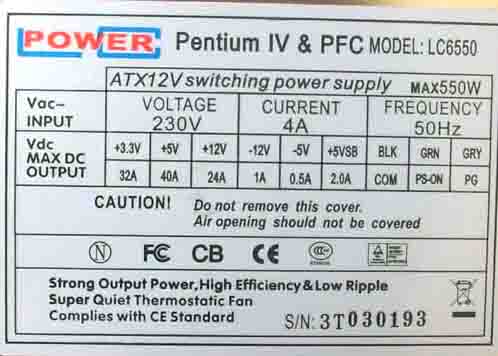 POWER Pentium IV & PFC MODEL: LC6550
ATX12V switching power supply MAX550W
Vac- INPUT VOLTAGE 230V CURRENT 4A FREQUENCY 50Hz
Vdc +3.3V +5V +12V -12V -5V +5VSB BLK GRN GRY
MAX DC OUTPUT 32A 40A 24A 1A 0.5A 2.0A COM PS-ON PG
CAUTION! Do not remove this cover.
Air opening should not be covered
N FC CB CE CCC
Strong Output Power,High Efficiency & Low Ripple
Super Quiet Thermostatic Fan
Complies with CE Standard
S/N: 3T030193